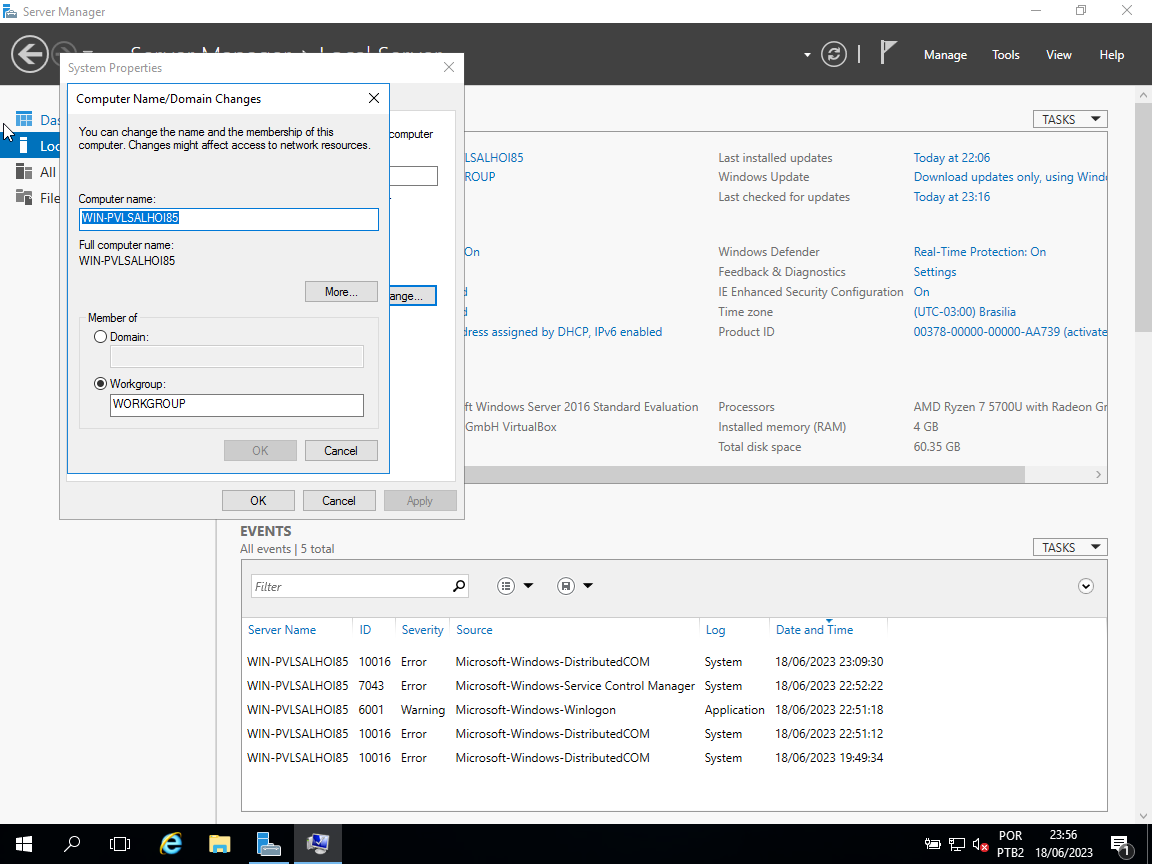 Server Manager
Manage Tools View Help
System Properties
Computer Name/Domain Changes
You can change the name and the membership of this
computer. Changes might affect access to network resources.
Computer name:
WIN-PVLSALHOI85
Full computer name:
WIN-PVLSALHOI85
More...
Member of
Domain:
Workgroup:
WORKGROUP
OK Cancel
computer
ange...
OK Cancel Apply
Das
Loc
All
File
TASKS
LSALHOI85 Last installed updates Today at 22:06
ROUP Windows Update Download updates only, using Windo
Last checked for updates Today at 23:16
On Windows Defender Real-Time Protection: On
Feedback & Diagnostics Settings
d IE Enhanced Security Configuration On
d Time zone (UTC-03:00) Brasilia
dress assigned by DHCP, IPv6 enabled Product ID 00378-00000-00000-AA739 (activate
ft Windows Server 2016 Standard Evaluation Processors AMD Ryzen 7 5700U with Radeon Gr
GmbH VirtualBox Installed memory (RAM) 4 GB
Total disk space 60.35 GB
EVENTS
All events | 5 total
TASKS
Filter
Server Name ID Severity Source Log Date and Time
WIN-PVLSALHOI85 10016 Error Microsoft-Windows-DistributedCOM System 18/06/2023 23:09:30
WIN-PVLSALHOI85 7043 Error Microsoft-Windows-Service Control Manager System 18/06/2023 22:52:22
WIN-PVLSALHOI85 6001 Warning Microsoft-Windows-Winlogon Application 18/06/2023 22:51:18
WIN-PVLSALHOI85 10016 Error Microsoft-Windows-DistributedCOM System 18/06/2023 22:51:12
WIN-PVLSALHOI85 10016 Error Microsoft-Windows-DistributedCOM System 18/06/2023 19:49:34
POR 23:56
PTB2 18/06/2023
1